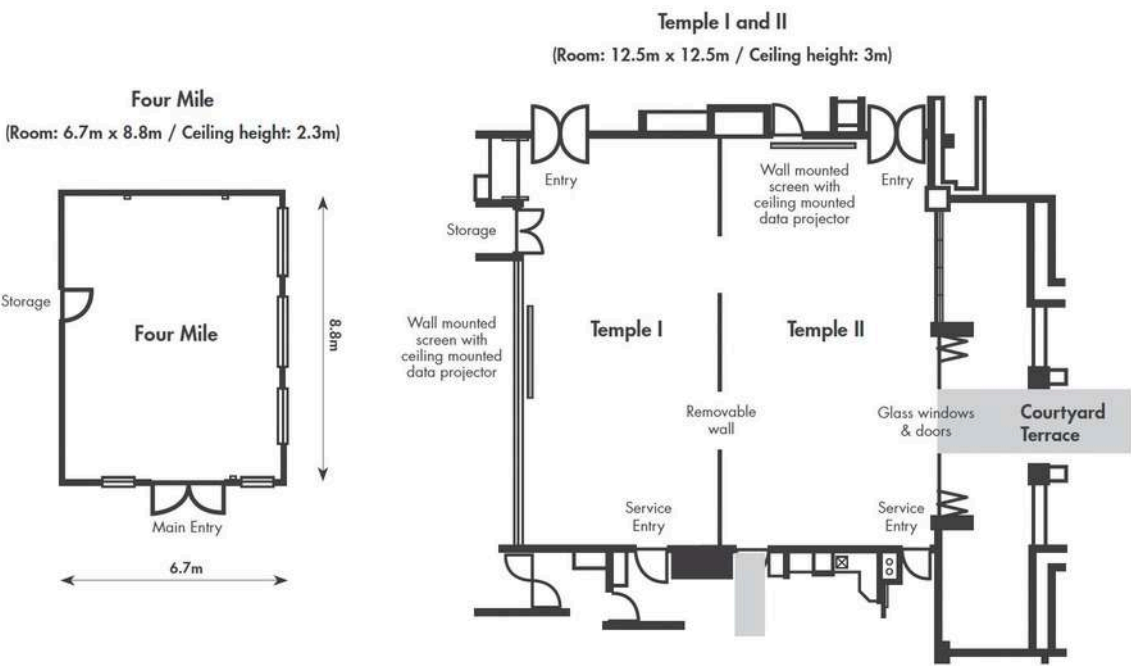 Temple I and II
(Room: 12.5m x 12.5m / Ceiling height: 3m)
Four Mile
(Room: 6.7m x 8.8m / Ceiling height: 2.3m)
Storage
Four Mile
8.8m
Main Entry
6.7m
Entry
Wall mounted
screen with
ceiling mounted
data projector
Entry
Storage
Wall mounted
screen with
ceiling mounted
data projector
Temple I
Temple II
Removable
wall
Glass windows
& doors
Courtyard
Terrace
Service
Entry
Service
Entry